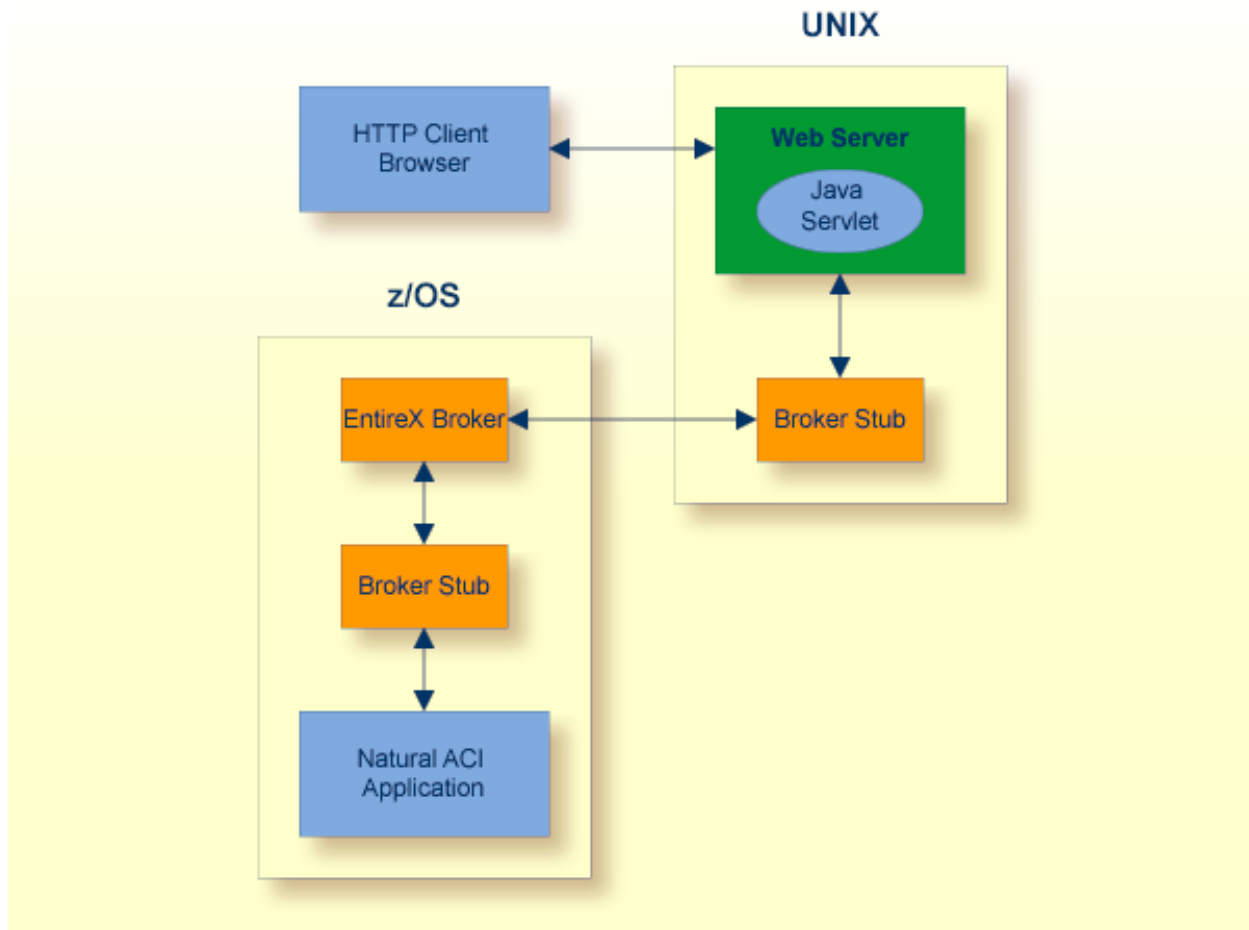 UNIX
HTTP Client
Browser
Web Server
Java
Servlet
z/OS
EntireX Broker
Broker Stub
Broker Stub
Natural ACI
Application